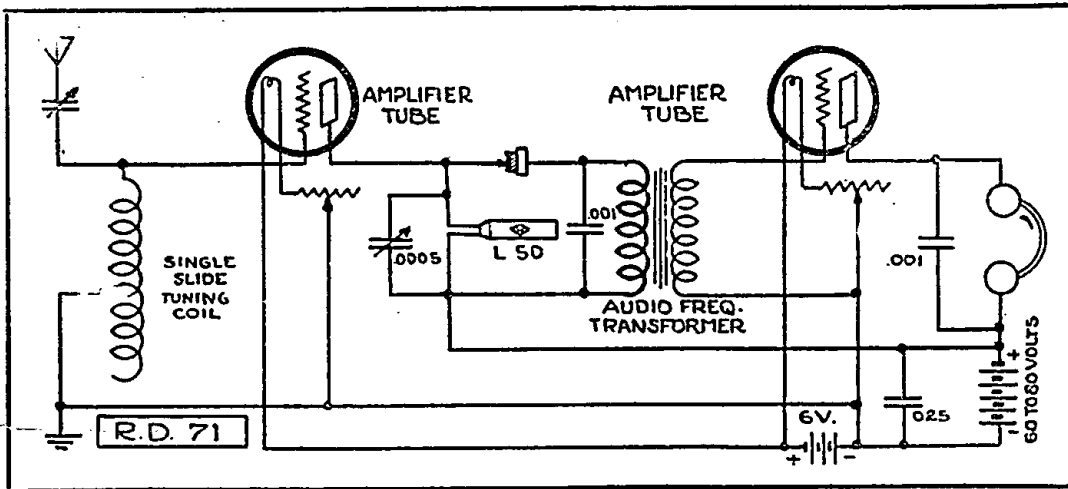 AMPLIFIER
TUBE
AMPLIFIER
TUBE
SINGLE
SLIDE
TUNING
COIL
.0005
L 50
.001
AUDIO FREQ.
TRANSFORMER
.001
60 TO 80 VOLTS
+
-
.025
6V.
+ -
R.D. 71